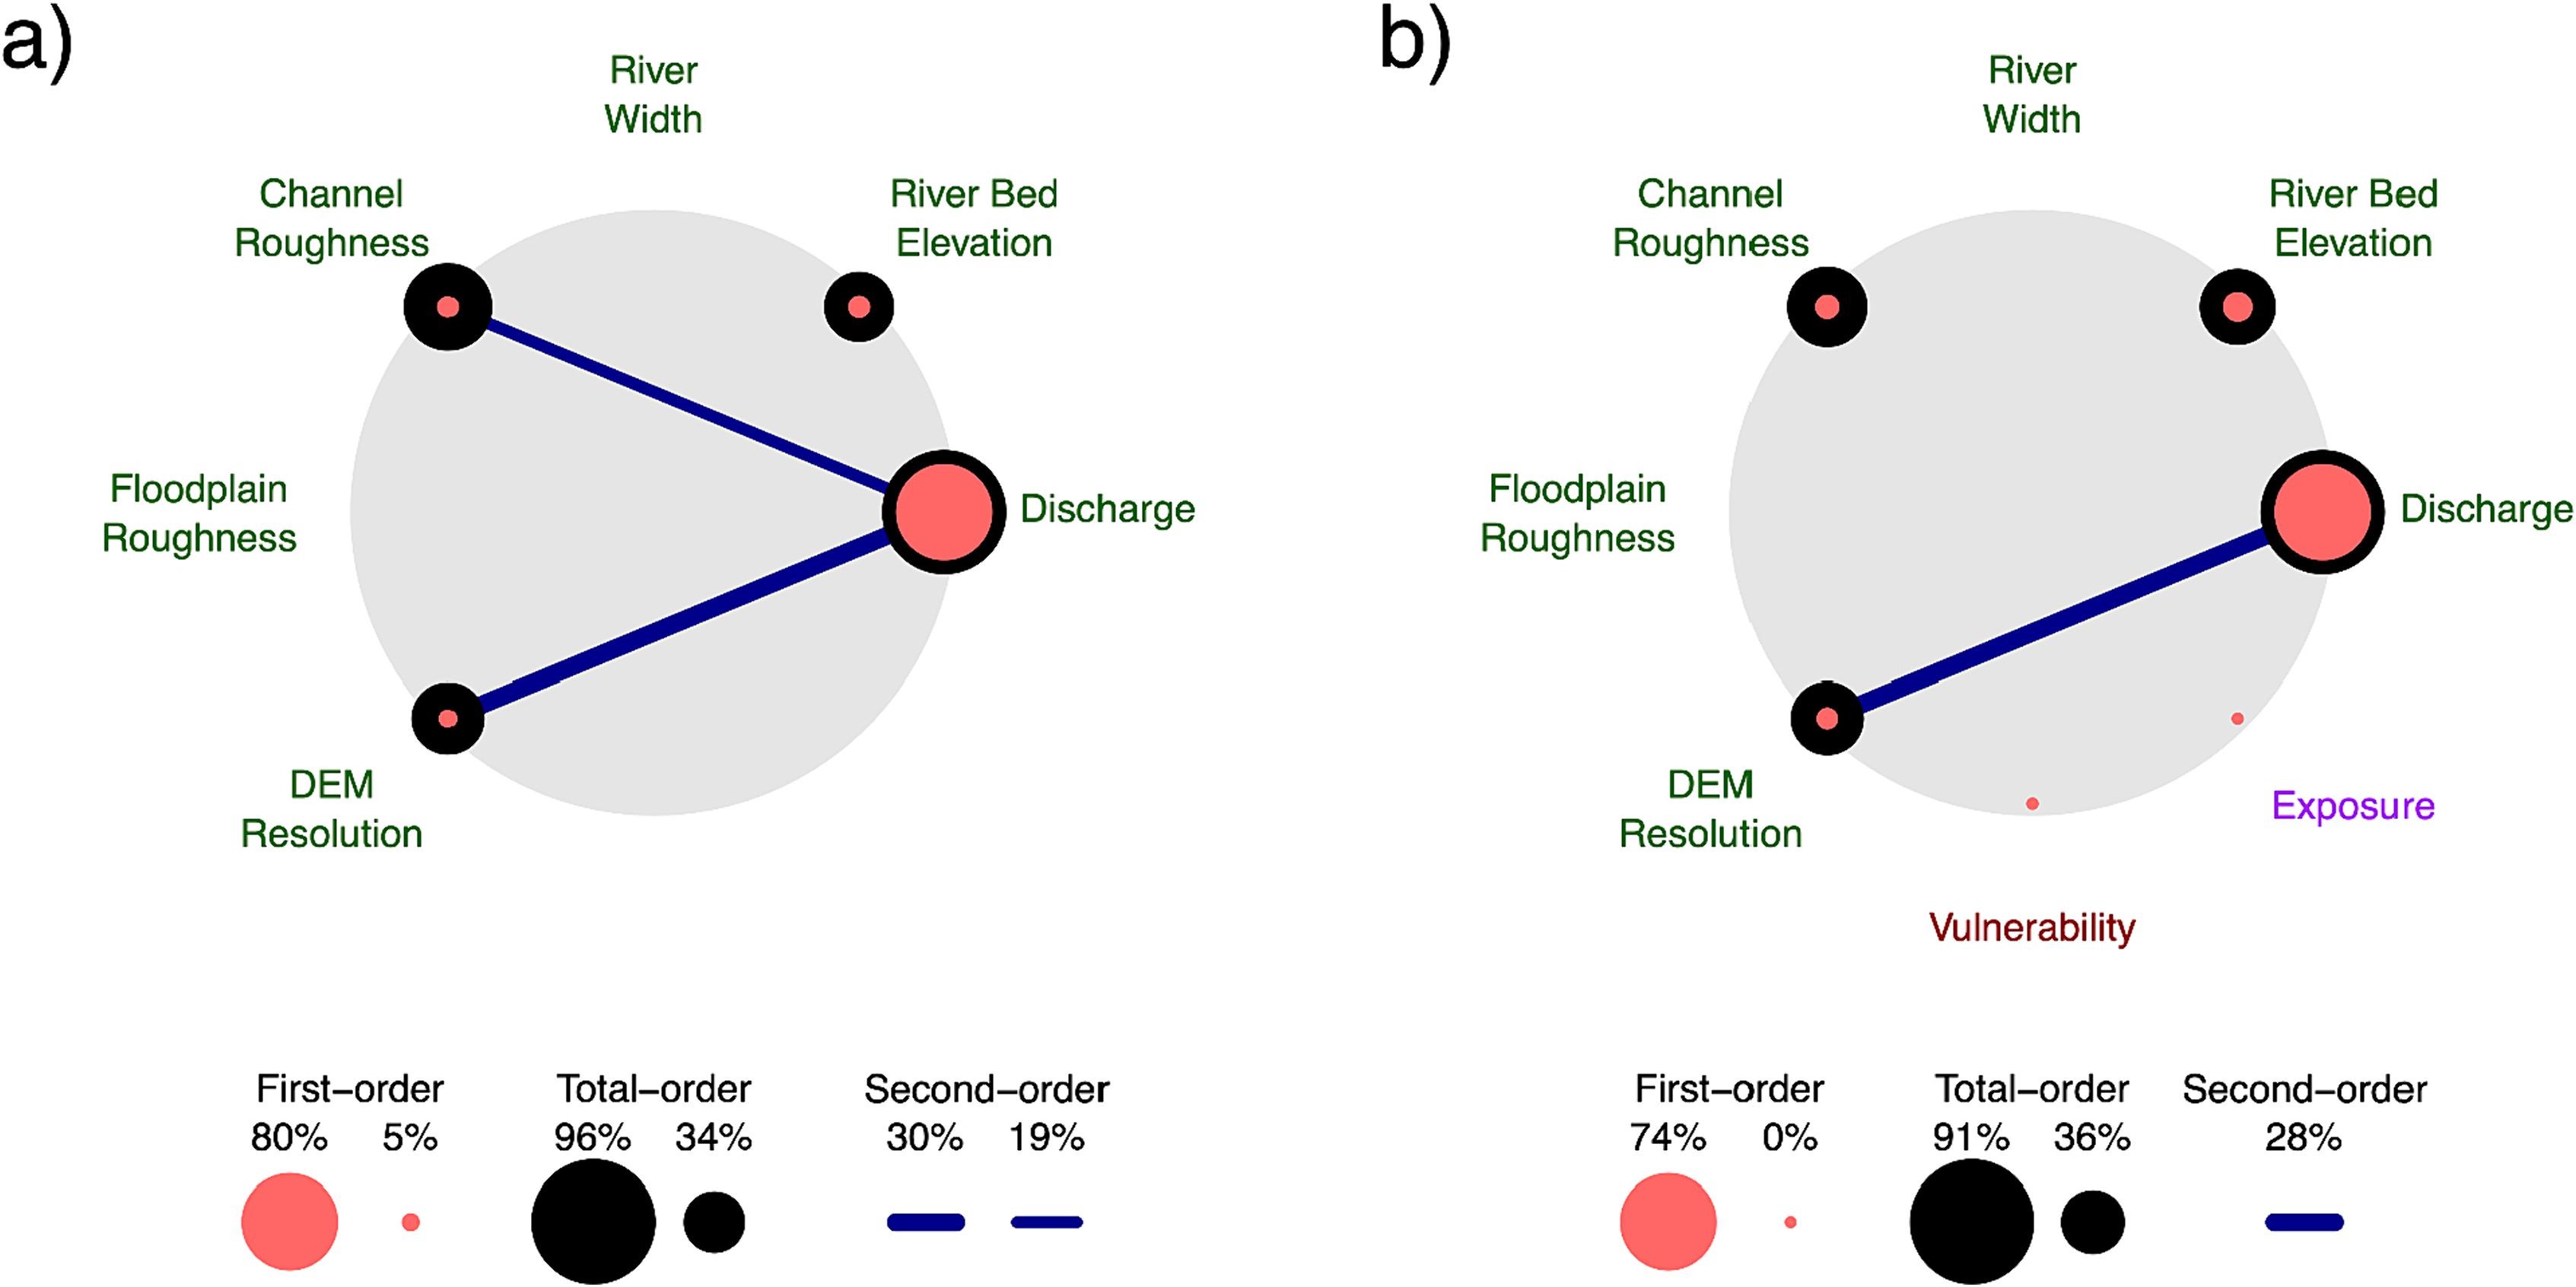 a)
River
Width
Channel
Roughness
River Bed
Elevation
Floodplain
Roughness
Discharge
DEM
Resolution
First–order
80% 5%
Total–order
96% 34%
Second–order
30% 19%
b)
River
Width
Channel
Roughness
River Bed
Elevation
Floodplain
Roughness
Discharge
DEM
Resolution
Exposure
Vulnerability
First–order
74% 0%
Total–order
91% 36%
Second–order
28%